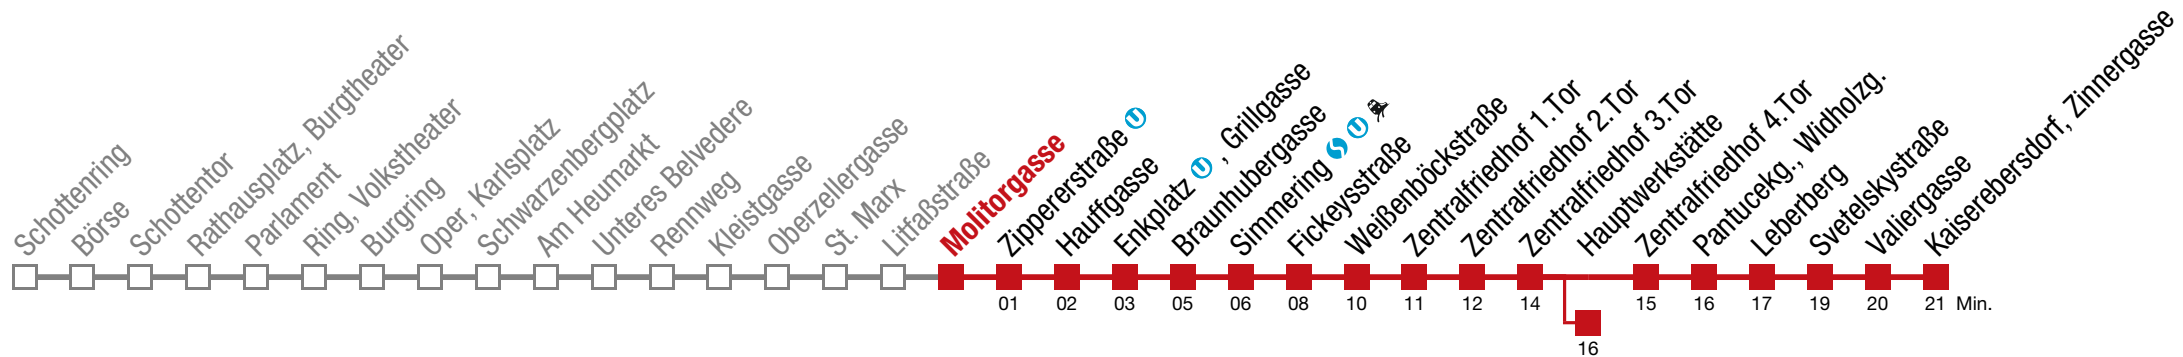 Schottenring
Börse
Schottentor
Rathausplatz, Burgtheater
Parlament
Ring, Volkstheater
Burgring
Oper, Karlsplatz
Schwarzenbergplatz
Am Heumarkt
Unteres Belvedere
Rennweg
Kleistgasse
Oberzellergasse
St. Marx
Litfaßstraße
Molitorgasse
Zippererstraße U
Hauffgasse
Enkplatz U , Grillgasse
Braunhubergasse
Simmering S U
Fickeysstraße
Weißenböckstraße
Zentralfriedhof 1.Tor
Zentralfriedhof 2.Tor
Zentralfriedhof 3.Tor
Hauptwerkstätte
Zentralfriedhof 4.Tor
Pantucekg., Widholzg.
Leberberg
Svetelskystraße
Valiergasse
Kaiserebersdorf, Zinnergasse
01 02 03 05 06 08 10 11 12 14 15 16 17 19 20 21 Min.
16